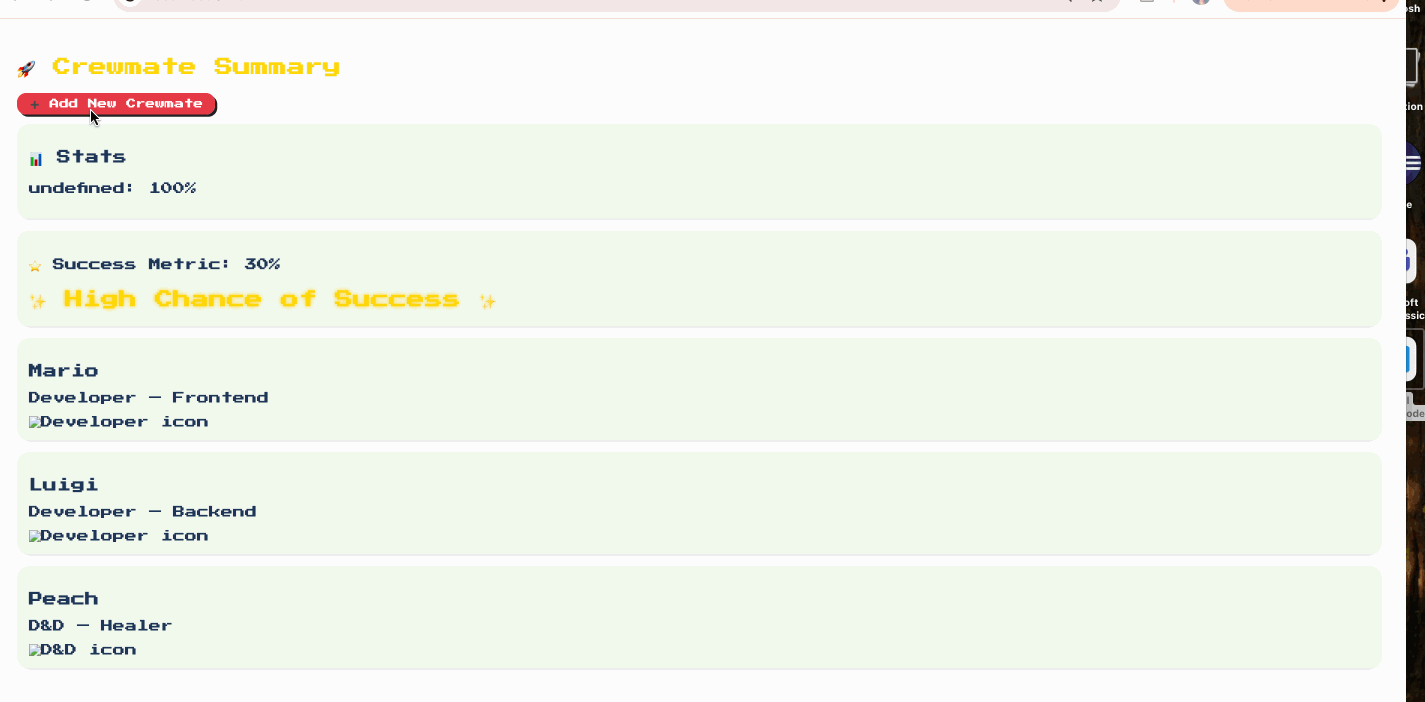 🚀 Crewmate Summary
+ Add New Crewmate
📊 Stats
undefined: 100%
⭐ Success Metric: 30%
✨ High Chance of Success ✨
Mario
Developer — Frontend
Developer icon
Luigi
Developer — Backend
Developer icon
Peach
D&D — Healer
D&D icon